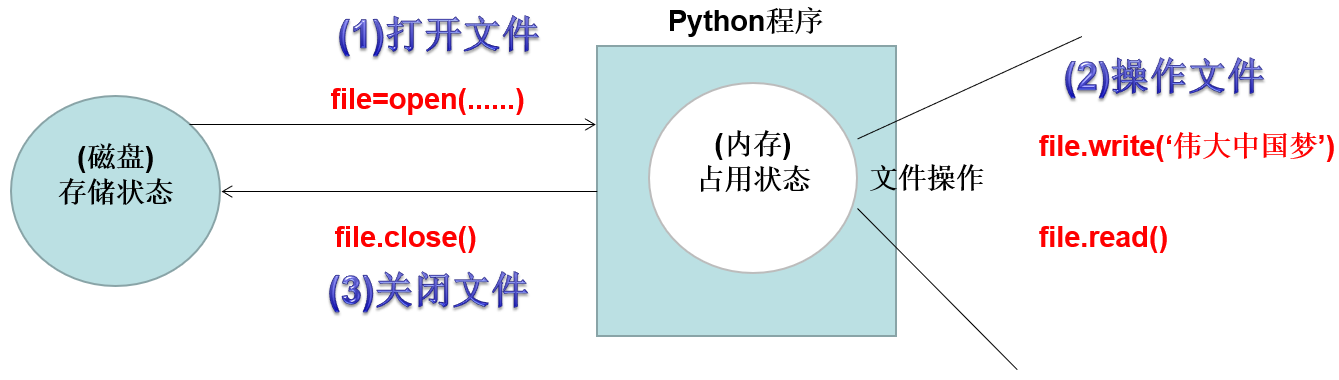 Python程序
(1)打开文件
(2)操作文件
file=open(......)
(磁盘)
存储状态
(内存)
占用状态
file.write(‘伟大中国梦’)
文件操作
file.close()
file.read()
(3)关闭文件